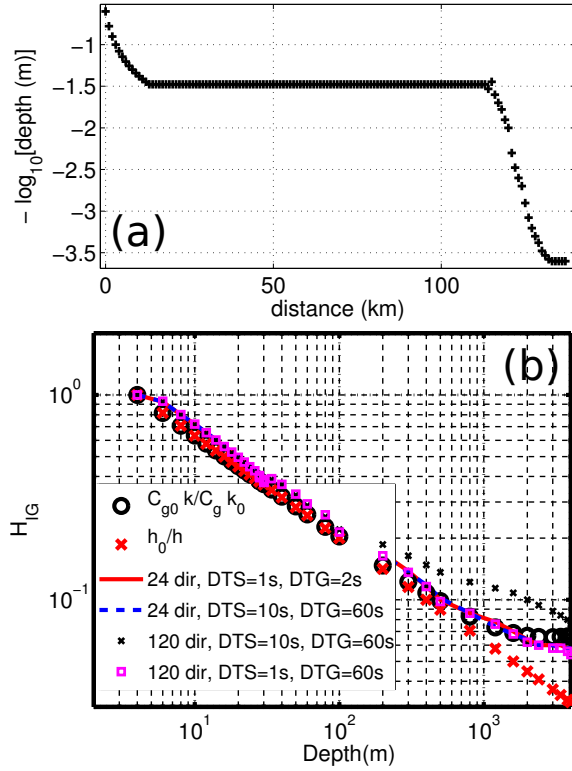 (a)
− log10[depth (m)]
−1
−1.5
−2
−2.5
−3
−3.5
0
50
100
distance (km)
(b)
H_IG
10^0
10^−1
C_g0 k/C_g k_0
h_0/h
24 dir, DTS=1s, DTG=2s
24 dir, DTS=10s, DTG=60s
120 dir, DTS=10s, DTG=60s
120 dir, DTS=1s, DTG=60s
10^1
10^2
10^3
Depth(m)